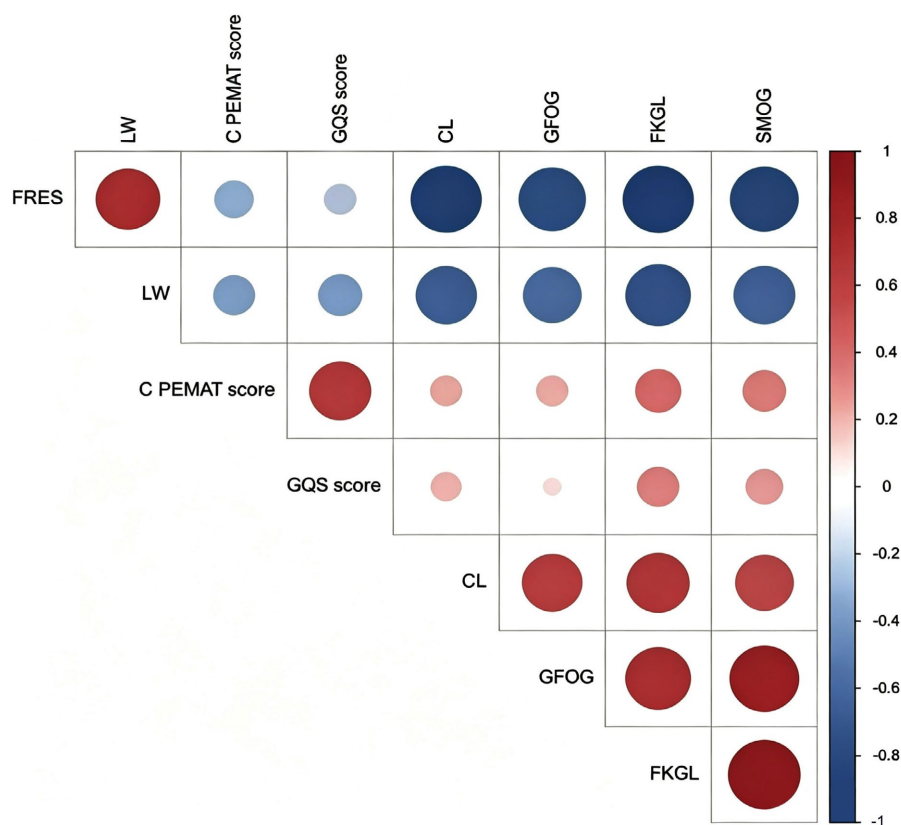 LW
C PEMAT score
GQS score
CL
GFOG
FKGL
SMOG
FRES
LW
C PEMAT score
GQS score
CL
GFOG
FKGL
1
0.8
0.6
0.4
0.2
0
-0.2
-0.4
-0.6
-0.8
-1